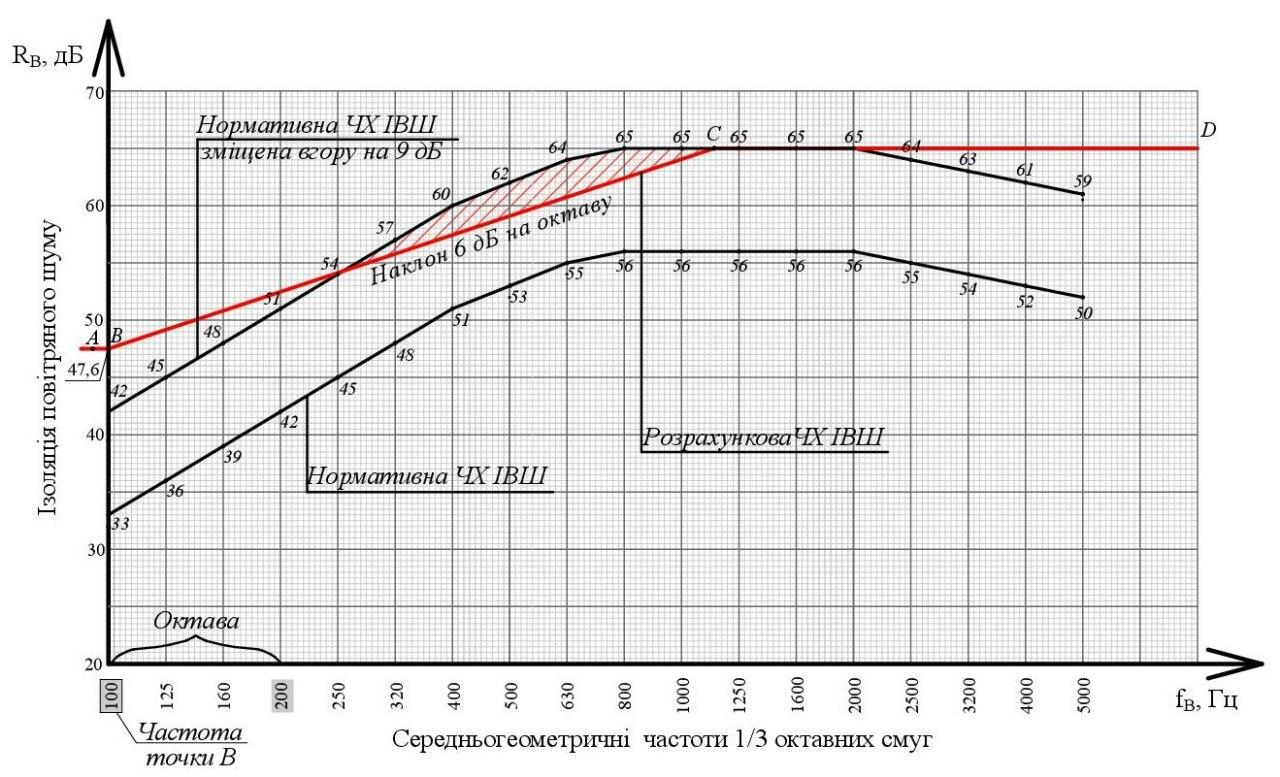 R_В, дБ
70
60
50
40
30
20
Ізоляція повітряного шуму
Нормативна ЧХ ІВШ
зміщена вгору на 9 дБ
42 45 48 51 54 57 60 62 64 65 65 65 65 65 64 63 61 59
A B C D
47,6
Наклон 6 дБ на октаву
33 36 39 42 45 48 51 53 55 56 56 56 56 56 55 54 52 50
Розрахункова ЧХ ІВШ
Нормативна ЧХ ІВШ
Октава
100 125 160 200 250 320 400 500 630 800 1000 1250 1600 2000 2500 3200 4000 5000
f_В, Гц
Частота
точки В
Середньогеометричні частоти 1/3 октавних смуг